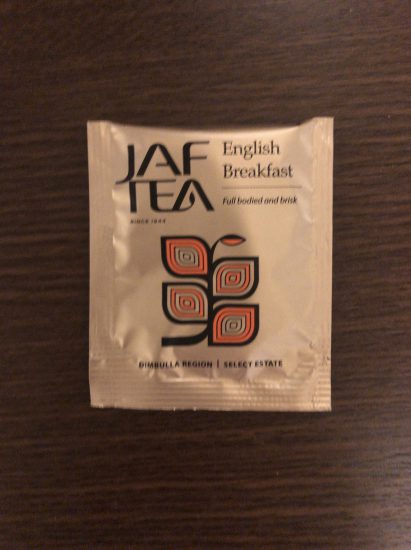 JAF
TEA
SINCE 1944
English
Breakfast
Full bodied and brisk
DIMBULLA REGION | SELECT ESTATE